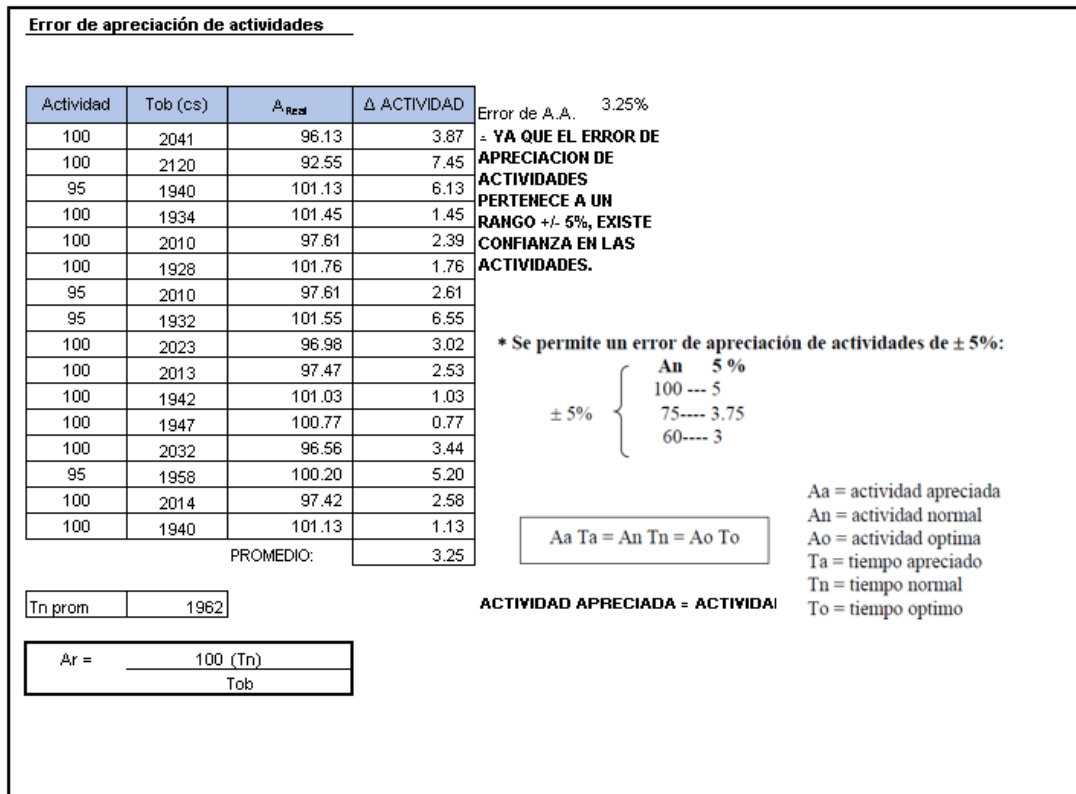 Error de apreciación de actividades
Actividad Tob (cs) A Real Δ ACTIVIDAD
100 2041 96.13 3.87
100 2120 92.55 7.45
95 1940 101.13 6.13
100 1934 101.45 1.45
100 2010 97.61 2.39
100 1928 101.76 1.76
95 2010 97.61 2.61
95 1932 101.55 6.55
100 2023 96.98 3.02
100 2013 97.47 2.53
100 1942 101.03 1.03
100 1947 100.77 0.77
100 2032 96.56 3.44
95 1958 100.20 5.20
100 2014 97.42 2.58
100 1940 101.13 1.13
PROMEDIO: 3.25
Tn prom 1962
Ar = 100 (Tn)
Tob
Error de A.A. 3.25%
YA QUE EL ERROR DE
APRECIACION DE
ACTIVIDADES
PERTENECE A UN
RANGO +/- 5%, EXISTE
CONFIANZA EN LAS
ACTIVIDADES.
* Se permite un error de apreciación de actividades de ± 5%:
An 5 %
100 --- 5
± 5% 75---- 3.75
60---- 3
Aa Ta = An Tn = Ao To
Aa = actividad apreciada
An = actividad normal
Ao = actividad optima
Ta = tiempo apreciado
Tn = tiempo normal
To = tiempo optimo
ACTIVIDAD APRECIADA = ACTIVIDA